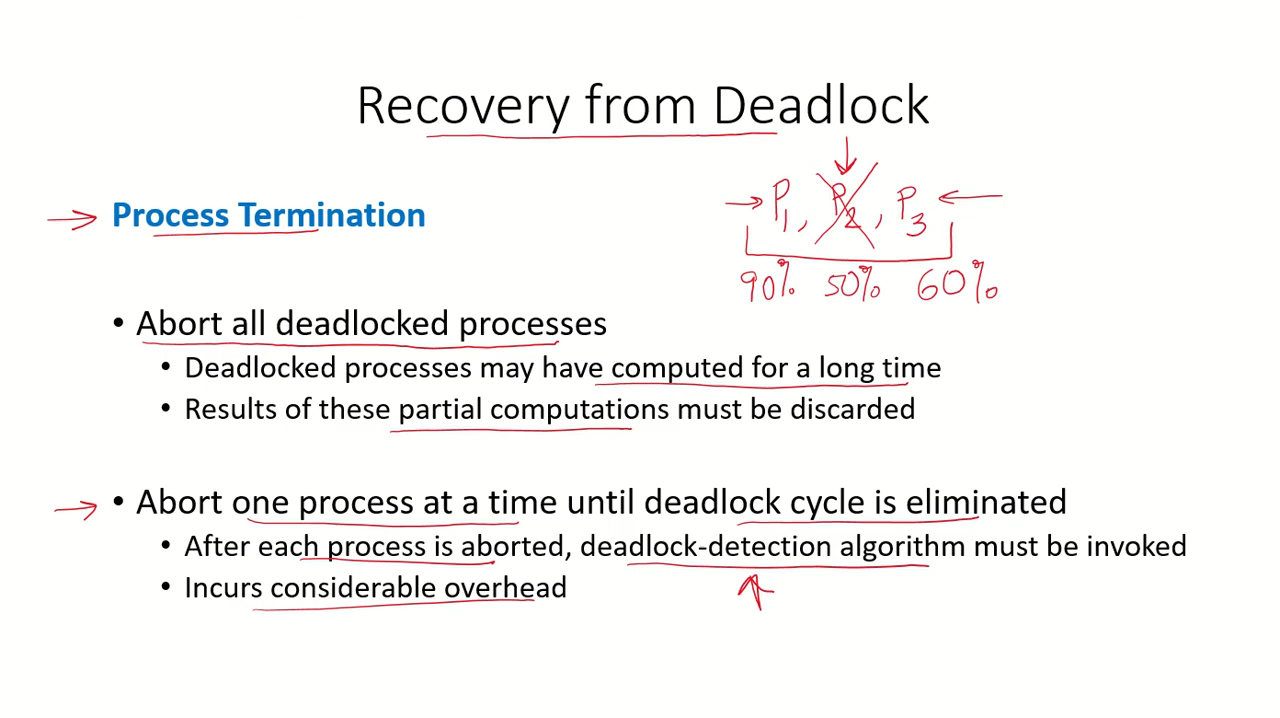 Recovery from Deadlock
Process Termination
P1, P2, P3
90% 50% 60%
• Abort all deadlocked processes
• Deadlocked processes may have computed for a long time
• Results of these partial computations must be discarded
• Abort one process at a time until deadlock cycle is eliminated
• After each process is aborted, deadlock-detection algorithm must be invoked
• Incurs considerable overhead